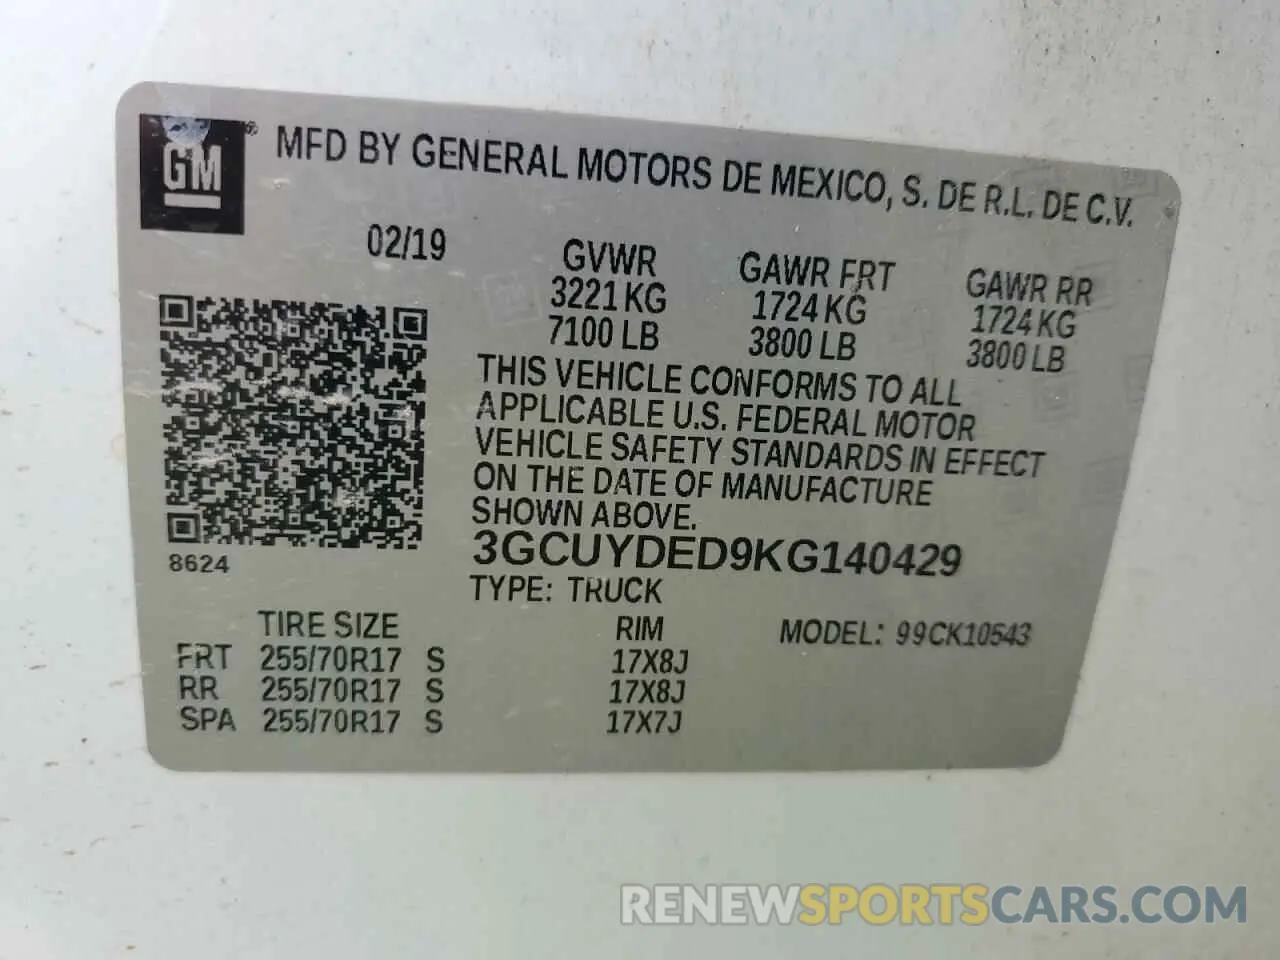 GM ® MFD BY GENERAL MOTORS DE MEXICO, S. DE R.L. DE C.V.
02/19 GVWR GAWR FRT GAWR RR
3221 KG 1724 KG 1724 KG
7100 LB 3800 LB 3800 LB
THIS VEHICLE CONFORMS TO ALL
APPLICABLE U.S. FEDERAL MOTOR
VEHICLE SAFETY STANDARDS IN EFFECT
ON THE DATE OF MANUFACTURE
SHOWN ABOVE.
8624 3GCUYDED9KG140429
TYPE: TRUCK
TIRE SIZE RIM MODEL: 99CK10543
FRT 255/70R17 S 17X8J
RR 255/70R17 S 17X8J
SPA 255/70R17 S 17X7J
RENEWSPORTSCARS.COM